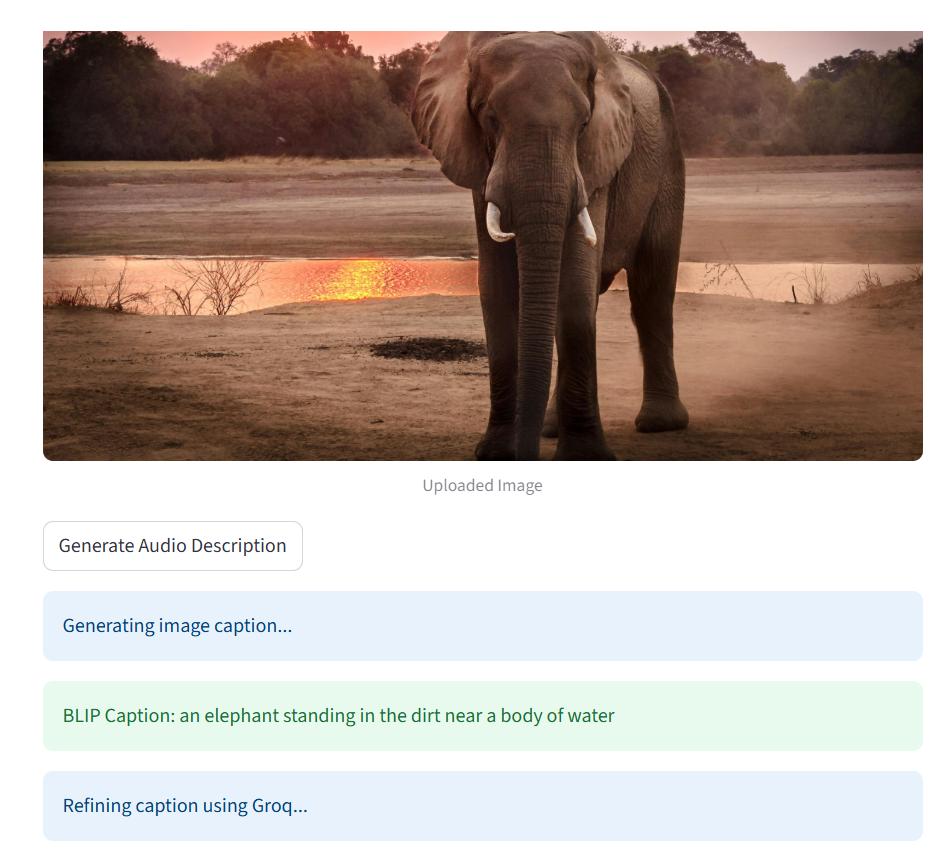 Uploaded Image
Generate Audio Description
Generating image caption...
BLIP Caption: an elephant standing in the dirt near a body of water
Refining caption using Groq...